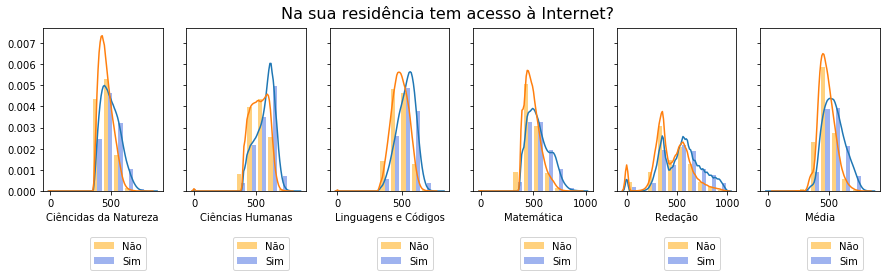 Na sua residência tem acesso à Internet?
0.007
0.006
0.005
0.004
0.003
0.002
0.001
0.000
0 500
500
0 500
0 500 1000
0 500 1000
0 500
Ciêncidas da Natureza
Ciências Humanas
Linguagens e Códigos
Matemática
Redação
Média
Não
Sim
Não
Sim
Não
Sim
Não
Sim
Não
Sim
Não
Sim